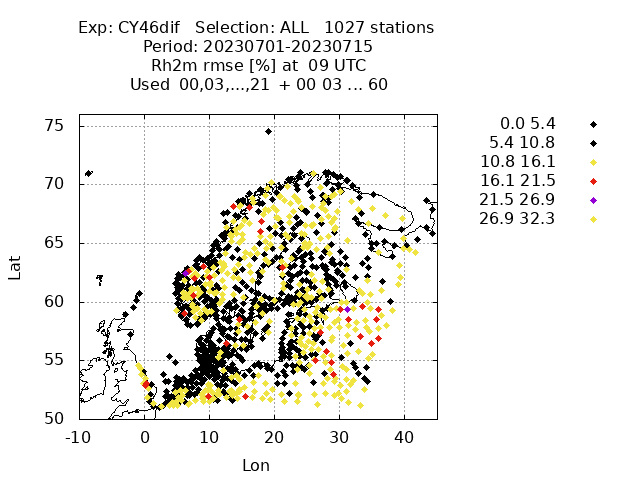 Exp: CY46dif   Selection: ALL   1027 stations
Period: 20230701-20230715
Rh2m rmse [%] at  09 UTC
Used  00,03,...,21  + 00 03 ... 60
0.0 5.4
5.4 10.8
10.8 16.1
16.1 21.5
21.5 26.9
26.9 32.3
75
70
65
60
55
50
Lat
-10 0 10 20 30 40
Lon